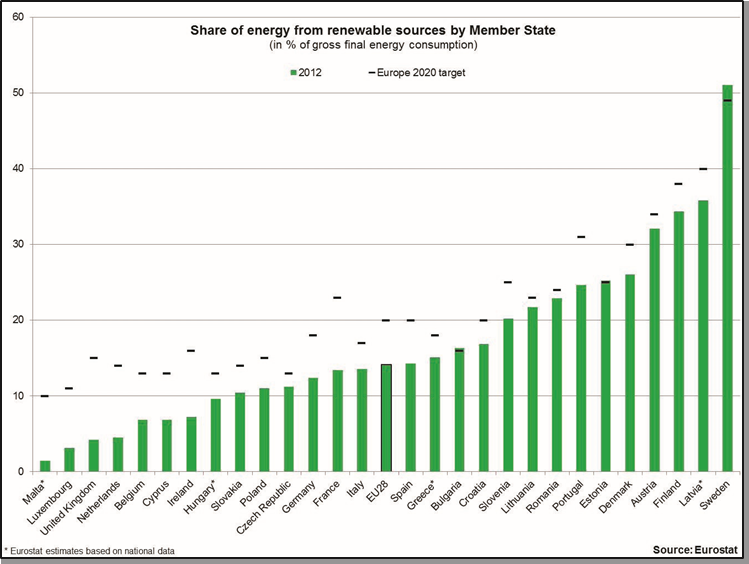 Share of energy from renewable sources by Member State
(in % of gross final energy consumption)
2012
Europe 2020 target
60
50
40
30
20
10
0
Malta*
Luxembourg
United Kingdom
Netherlands
Belgium
Cyprus
Ireland
Hungary*
Slovakia
Poland
Czech Republic
Germany
France
Italy
EU28
Spain
Greece*
Bulgaria
Croatia
Slovenia
Lithuania
Romania
Portugal
Estonia
Denmark
Austria
Finland
Latvia*
Sweden
* Eurostat estimates based on national data
Source: Eurostat